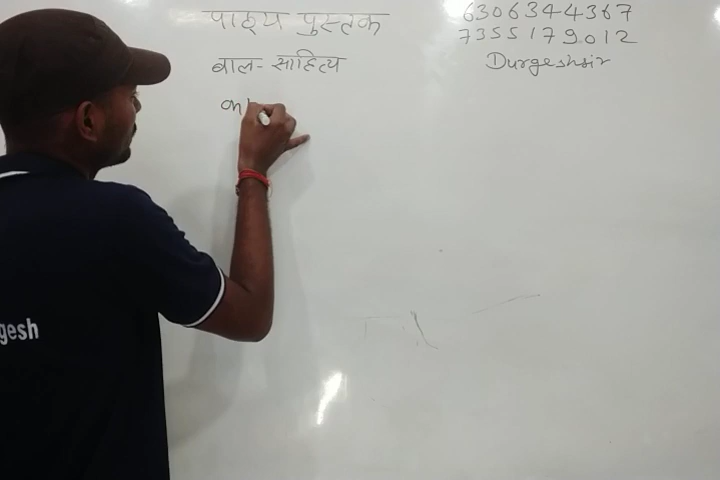 पाठ्य पुस्तक
बाल- साहित्य
6306344367
7355179012
Durgeshsir
gesh